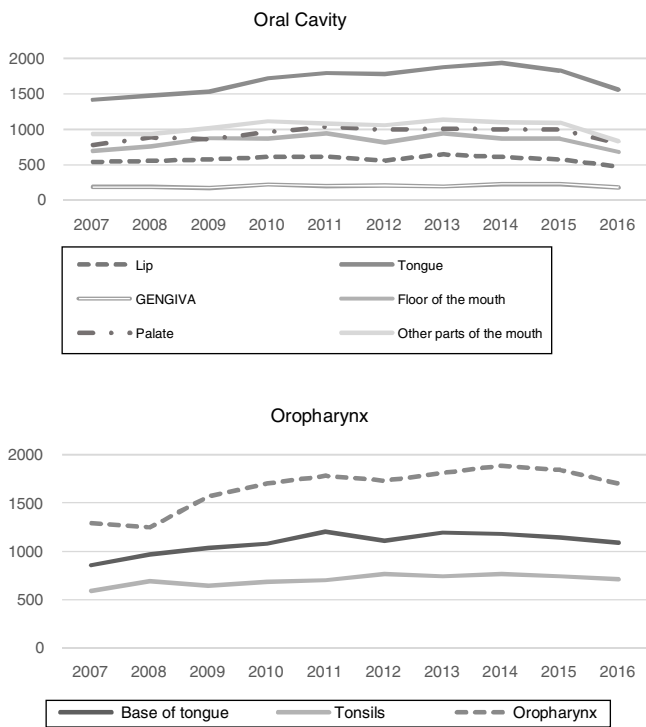 Oral Cavity
2000
1500
1000
500
0
2007 2008 2009 2010 2011 2012 2013 2014 2015 2016
Lip Tongue
GENGIVA Floor of the mouth
Palate Other parts of the mouth
Oropharynx
2000
1500
1000
500
0
2007 2008 2009 2010 2011 2012 2013 2014 2015 2016
Base of tongue Tonsils Oropharynx